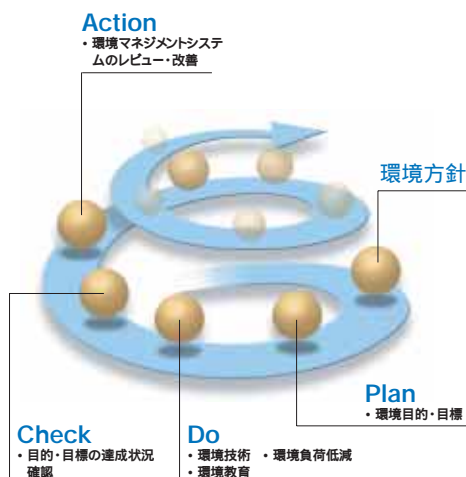 Action
・環境マネジメントシステ
ムのレビュー・改善
環境方針
Plan
・環境目的・目標
Check
・目的・目標の達成状況
確認
Do
・環境技術 ・環境負荷低減
・環境教育